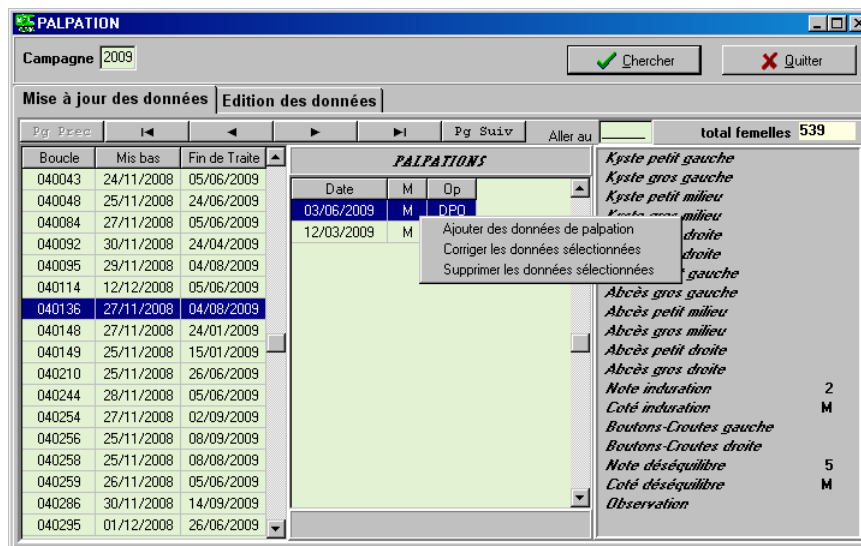 PALPATION
Campagne 2009 Chercher Quitter
Mise à jour des données Edition des données
Pg Prec Pg Suiv Aller au total femelles 539
Boucle Mis bas Fin de Traite
040043 24/11/2008 05/06/2009
040048 25/11/2008 24/06/2009
040084 27/11/2008 05/06/2009
040092 30/11/2008 24/04/2009
040095 29/11/2008 04/08/2009
040114 12/12/2008 05/06/2009
040136 27/11/2008 04/08/2009
040148 27/11/2008 24/01/2009
040149 25/11/2008 15/01/2009
040210 25/11/2008 26/06/2009
040244 28/11/2008 05/06/2009
040254 27/11/2008 02/09/2009
040256 25/11/2008 08/09/2009
040258 25/11/2008 08/08/2009
040259 26/11/2008 05/06/2009
040286 30/11/2008 14/09/2009
040295 01/12/2008 26/06/2009
PALPATIONS
Date M Op
03/06/2009 M DPO
12/03/2009 M
Ajouter des données de palpation
Corriger les données sélectionnées
Supprimer les données sélectionnées
Kyste petit gauche
Kyste gros gauche
Kyste petit milieu
Kyste gros milieu
droite
droite
gauche
Abcès gros gauche
Abcès petit milieu
Abcès gros milieu
Abcès petit droite
Abcès gros droite
Note induration 2
Coté induration M
Boutons-Croutes gauche
Boutons-Croutes droite
Note déséquilibre 5
Coté déséquilibre M
Observation